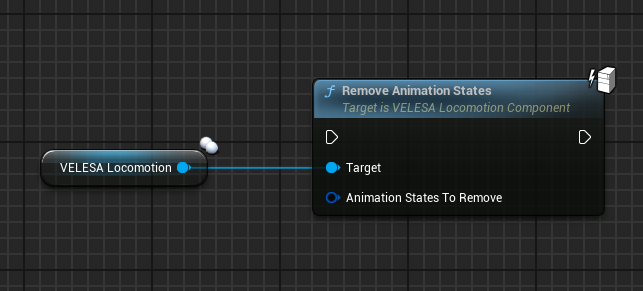 Remove Animation States
Target is VELESA Locomotion Component
VELESA Locomotion
Target
Animation States To Remove